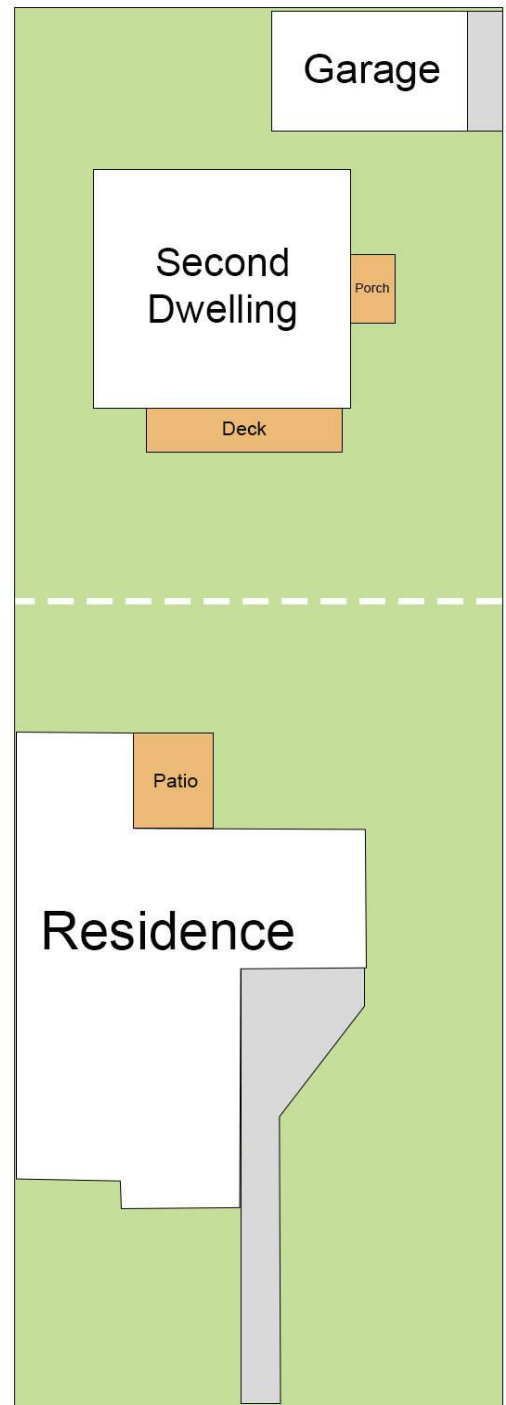 Garage
Second
Dwelling
Porch
Deck
Patio
Residence